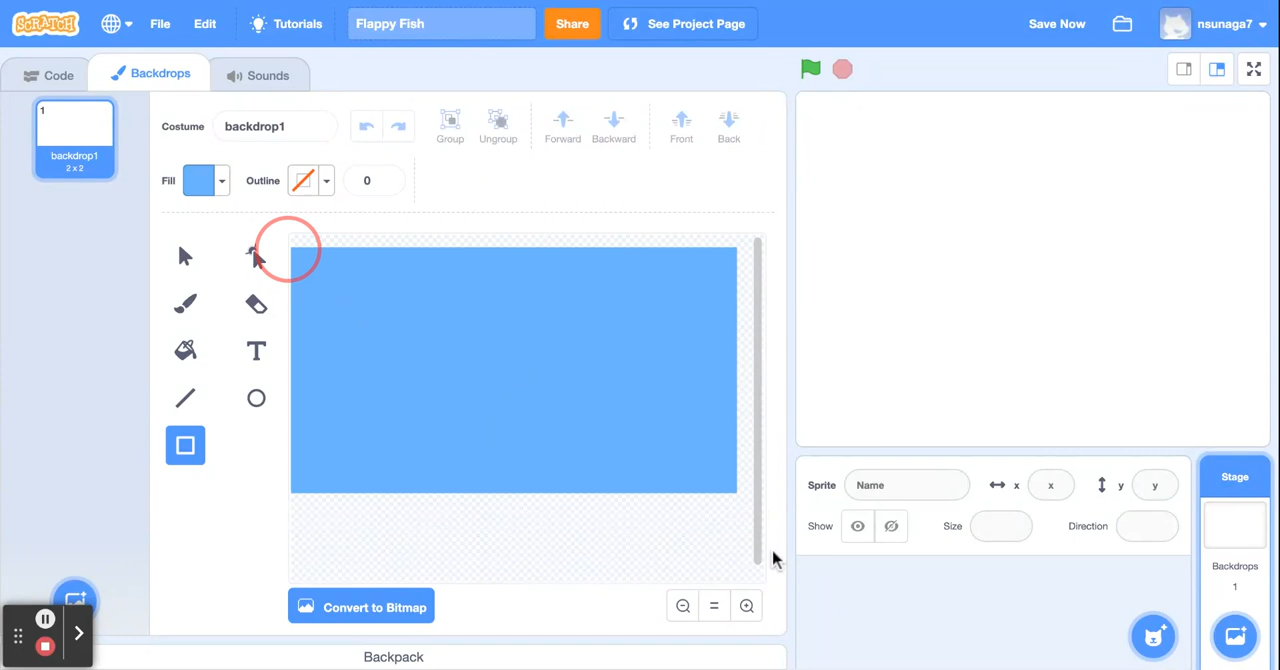 SCRATCH File Edit Tutorials Flappy Fish Share See Project Page Save Now nsunaga7
Code Backdrops Sounds
1
backdrop1
2 x 2
Costume backdrop1 Group Ungroup Forward Backward Front Back
Fill Outline 0
T
Convert to Bitmap
Backpack
Sprite Name x x y y
Show Size Direction
Stage
Backdrops
1